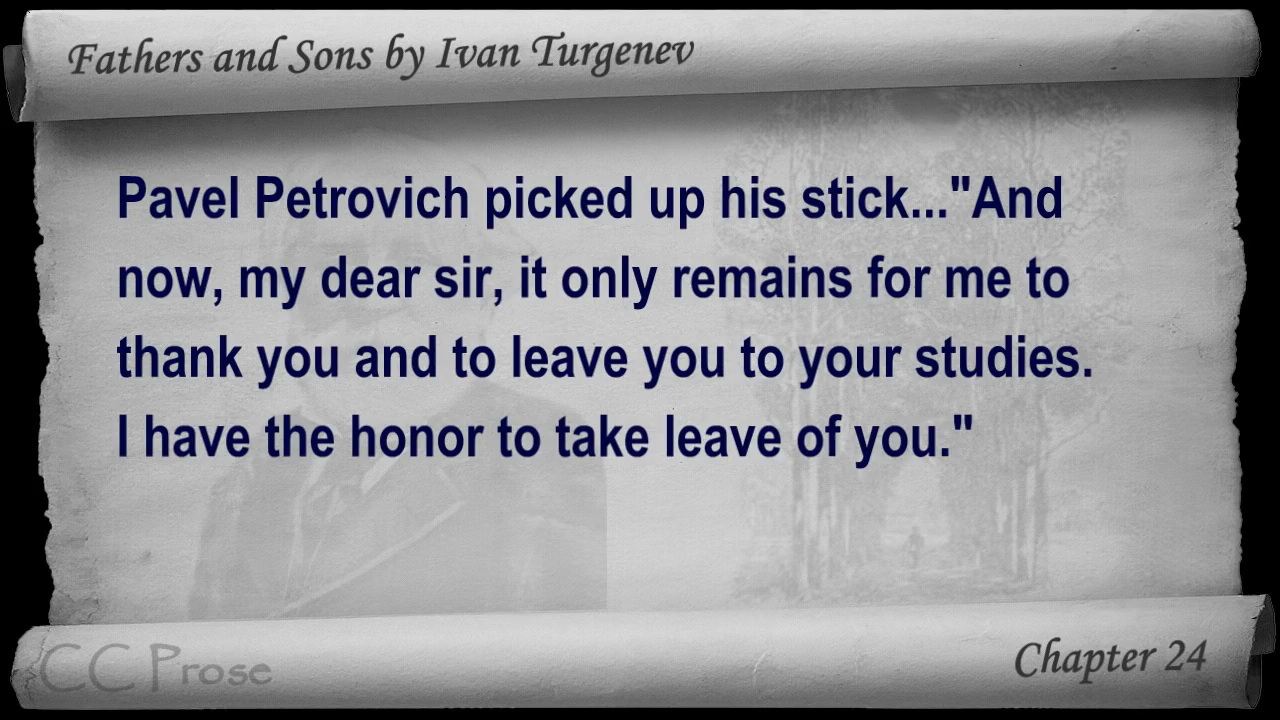 Fathers and Sons by Ivan Turgenev
Pavel Petrovich picked up his stick..."And
now, my dear sir, it only remains for me to
thank you and to leave you to your studies.
I have the honor to take leave of you."
CC Prose
Chapter 24